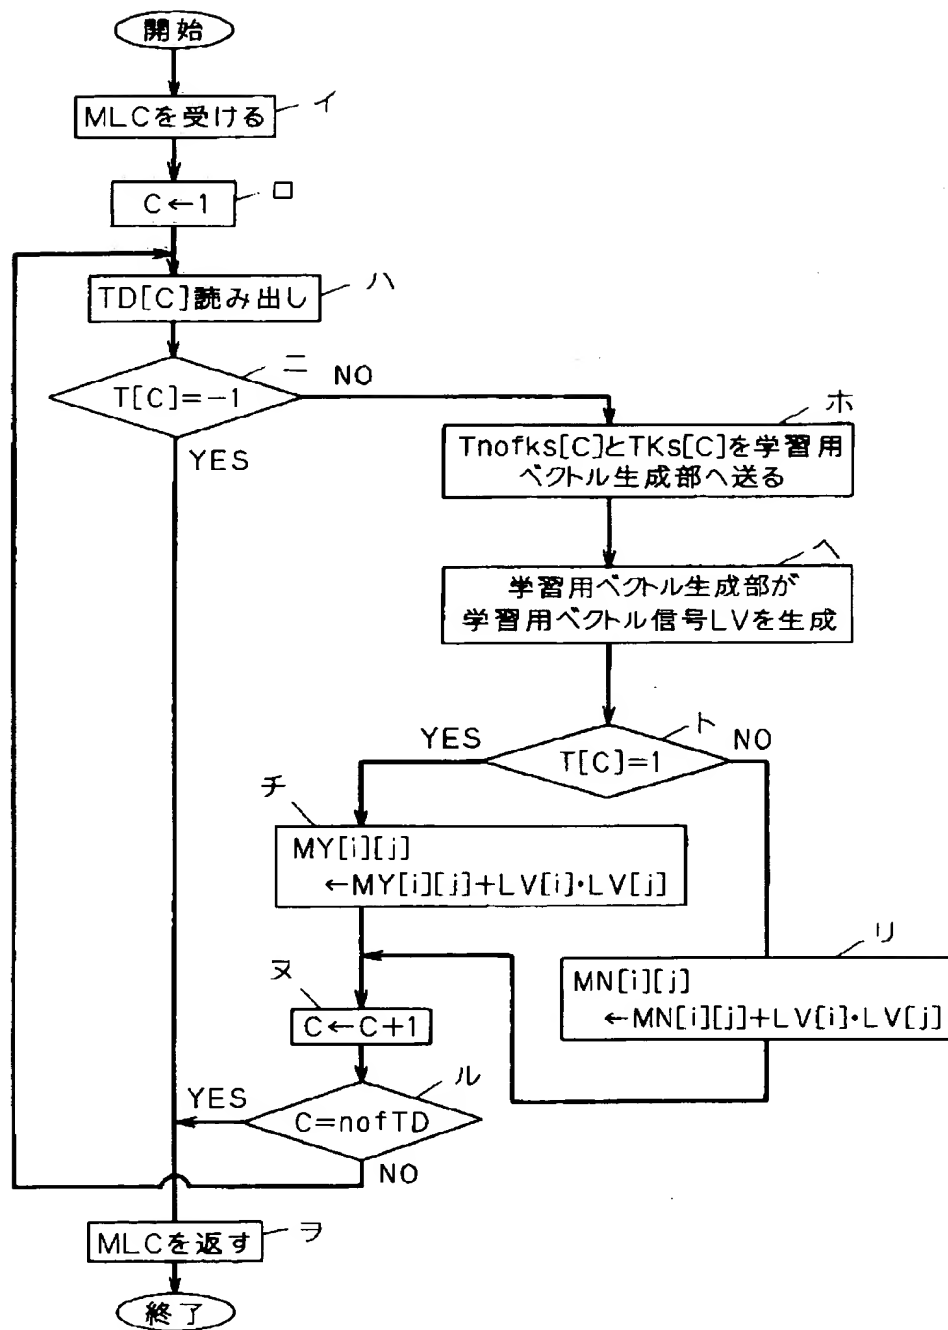 開始
イ
MLCを受ける
ロ
C←1
ハ
TD[C]読み出し
ニ
T[C]=-1
NO
YES
ホ
Tnofks[C]とTKs[C]を学習用
ベクトル生成部へ送る
ヘ
学習用ベクトル生成部が
学習用ベクトル信号LVを生成
ト
YES
NO
T[C]=1
チ
MY[i][j]
←MY[i][j]+LV[i]·LV[j]
リ
MN[i][j]
←MN[i][j]+LV[i]·LV[j]
ヌ
C←C+1
ル
YES
C=nofTD
NO
ヲ
MLCを返す
終了